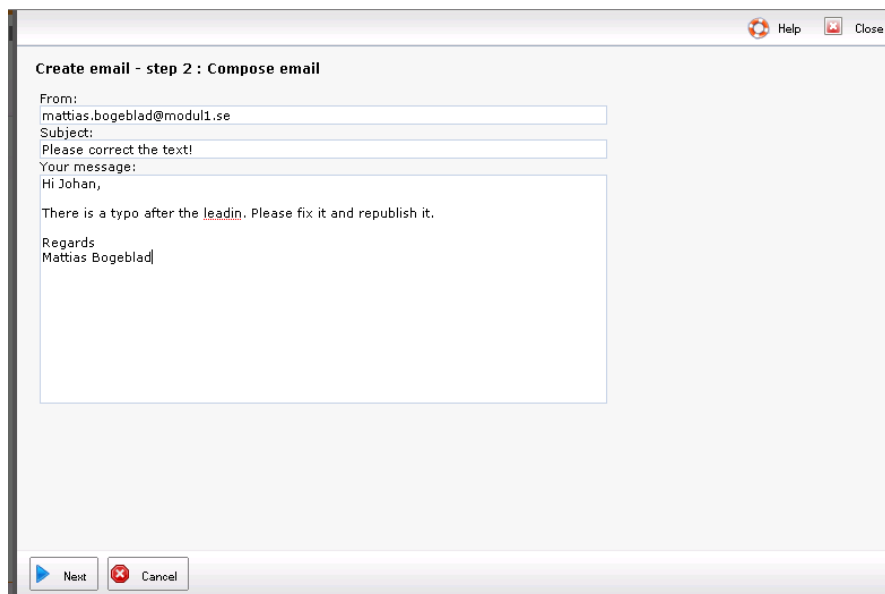 Help
Close
Create email - step 2 : Compose email
From:
mattias.bogeblad@modul1.se
Subject:
Please correct the text!
Your message:
Hi Johan,
There is a typo after the leadin. Please fix it and republish it.
Regards
Mattias Bogeblad
Next
Cancel